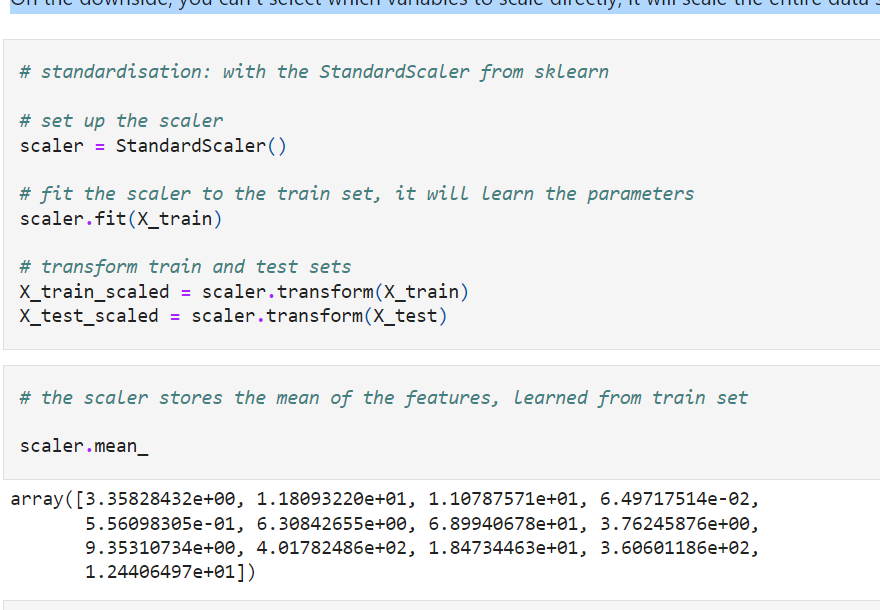 On the downside, you can't select which variables to scale directly, it will scale the entire data s
# standardisation: with the StandardScaler from sklearn
# set up the scaler
scaler = StandardScaler()
# fit the scaler to the train set, it will learn the parameters
scaler.fit(X_train)
# transform train and test sets
X_train_scaled = scaler.transform(X_train)
X_test_scaled = scaler.transform(X_test)
# the scaler stores the mean of the features, learned from train set
scaler.mean_
array([3.35828432e+00, 1.18093220e+01, 1.10787571e+01, 6.49717514e-02,
5.56098305e-01, 6.30842655e+00, 6.89940678e+01, 3.76245876e+00,
9.35310734e+00, 4.01782486e+02, 1.84734463e+01, 3.60601186e+02,
1.24406497e+01])